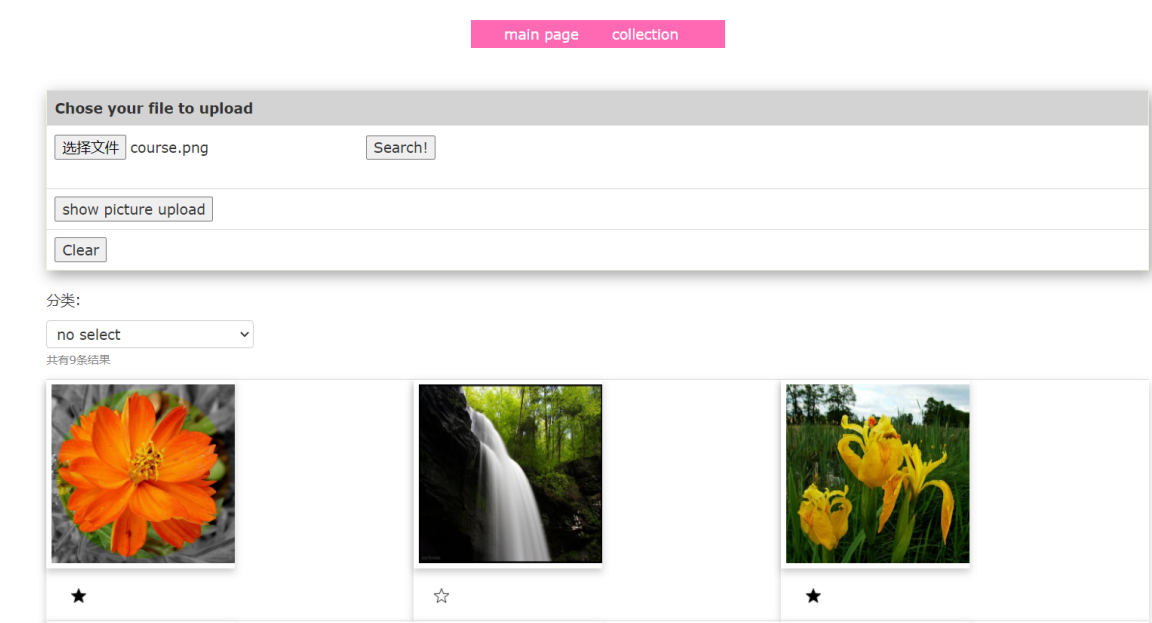 main page collection
Chose your file to upload
选择文件 course.png Search!
show picture upload
Clear
分类:
no select
共有9条结果